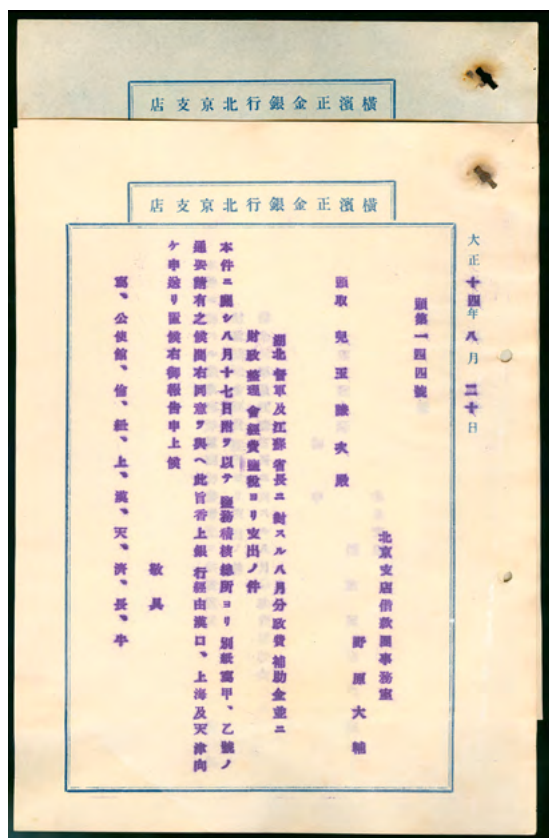 店支京北行銀金正濱橫
店支京北行銀金正濱橫
大正十四年八月二十日
顧第一四四號
北京支店借款團事務室
野原大輔
頭取兒玉謙次殿
湖北督軍及江蘇省長ニ對スル八月分政費補助金並ニ
財政整理會經費鹽稅ヨリ支出ノ件
本件ニ關シ八月十七日附ヲ以テ鹽務稽核總所ヨリ別紙寫甲、乙號ノ
通要請有之候間右同意ヲ與ヘ此旨香上銀行經由漢口、上海及天津向
ケ申送リ置候右御報告申上候
敬具
寫、公使館、倫、紐、上、漢、天、濟、長、牛